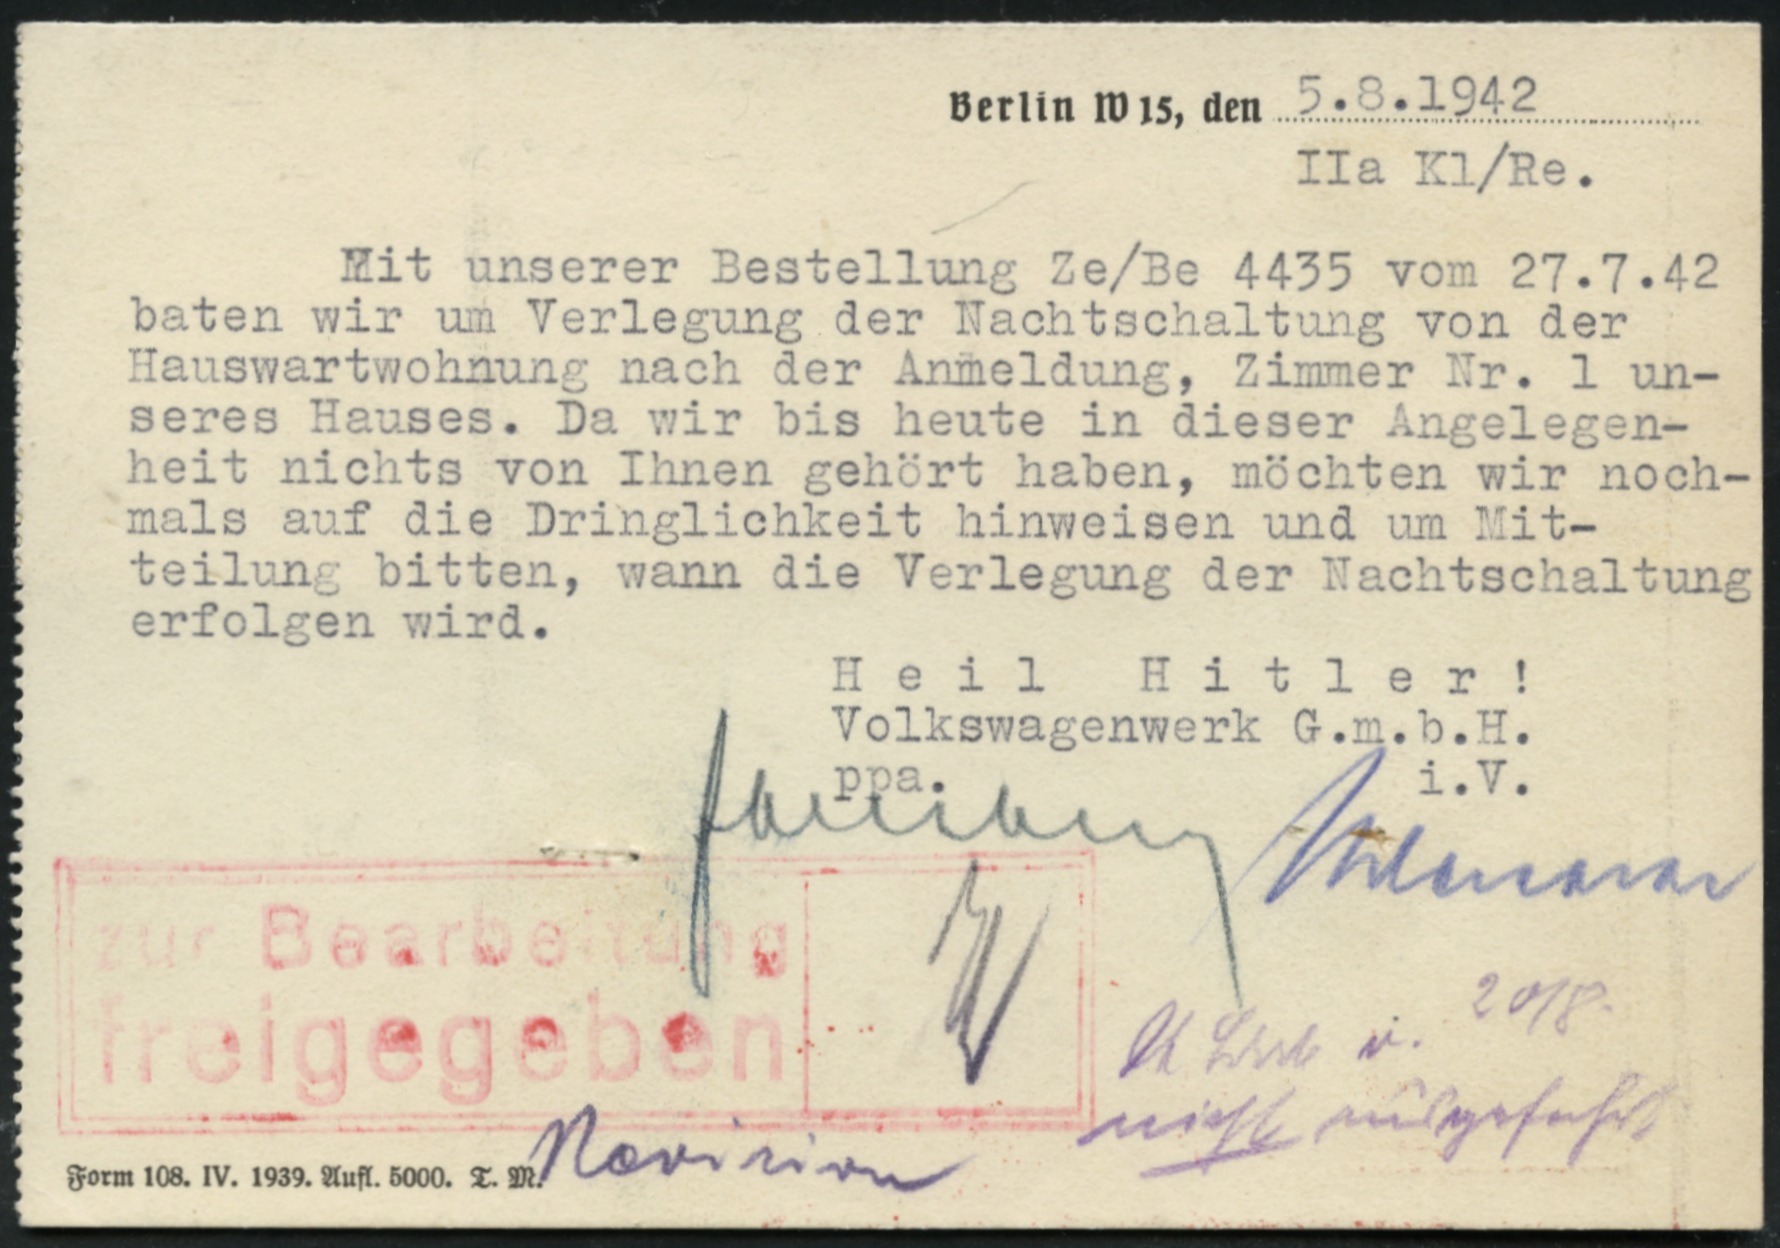 Berlin W 15, den 5.8.1942
IIa Kl/Re.
Mit unserer Bestellung Ze/Be 4435 vom 27.7.42
baten wir um Verlegung der Nachtschaltung von der
Hauswartwohnung nach der Anmeldung, Zimmer Nr. 1 un-
seres Hauses. Da wir bis heute in dieser Angelegen-
heit nichts von Ihnen gehört haben, möchten wir noch-
mals auf die Dringlichkeit hinweisen und um Mit-
teilung bitten, wann die Verlegung der Nachtschaltung
erfolgen wird.
H e i l H i t l e r !
Volkswagenwerk G.m.b.H.
ppa. i.V.
zur Bearbeitung
freigegeben
20/8.
nicht ausgeführt
Form 108. IV. 1939. Aufl. 5000. T. M.